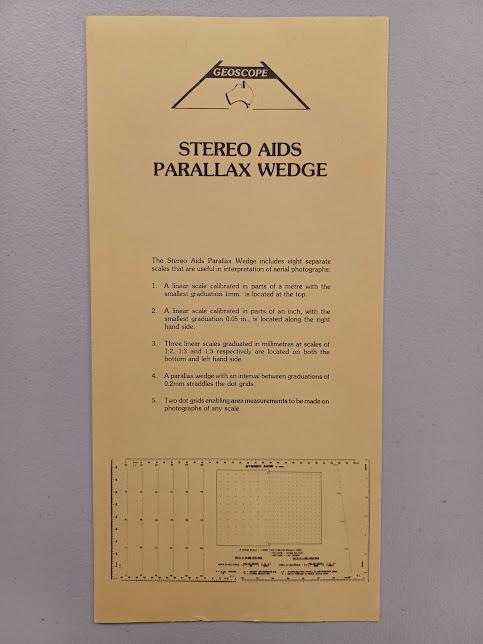 GEOSCOPE
STEREO AIDS
PARALLAX WEDGE
The Stereo Aids Parallax Wedge includes eight separate
scales that are useful in interpretation of aerial photographs:
1. A linear scale calibrated in parts of a metre with the
smallest graduation 1mm. is located at the top.
2. A linear scale calibrated in parts of an inch, with the
smallest graduation 0.05 in., is located along the right
hand side.
3. Three linear scales graduated in millimetres at scales of
1:2, 1:3 and 1:5 respectively are located on both the
bottom and left hand side.
4. A parallax wedge with an interval between graduations of
0.2mm straddles the dot grids.
5. Two dot grids enabling area measurements to be made on
photographs of any scale.
STEREO AIDS